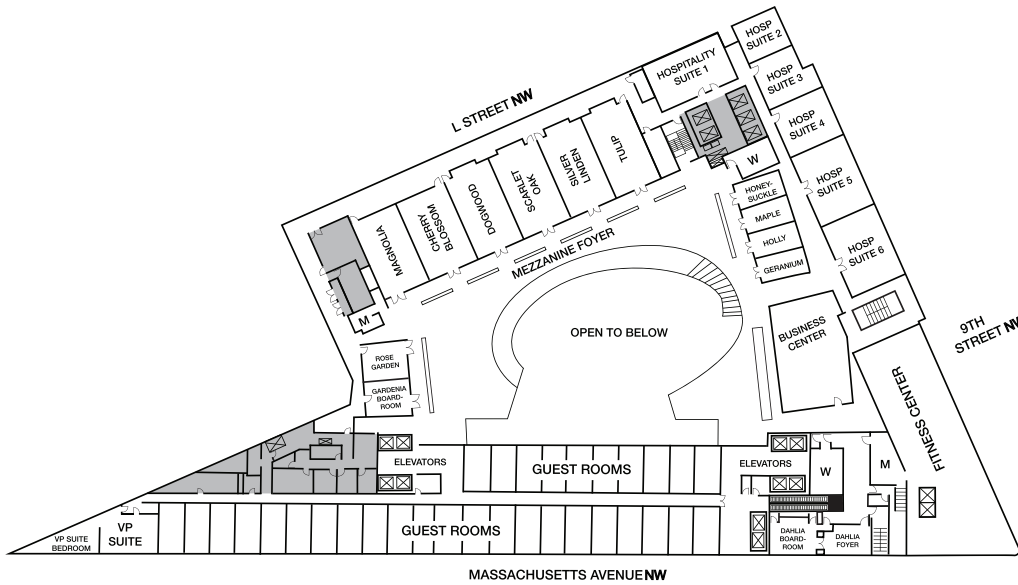 HOSP
SUITE 2
HOSPITALITY
SUITE 1
HOSP
SUITE 3
L STREET NW
HOSP
SUITE 4
TULIP
SILVER
LINDEN
SCARLET
OAK
DOGWOOD
CHERRY
BLOSSOM
MAGNOLIA
W
HOSP
SUITE 5
HONEY-
SUCKLE
MAPLE
HOLLY
GERANIUM
HOSP
SUITE 6
MEZZANINE FOYER
M
OPEN TO BELOW
BUSINESS
CENTER
9TH
STREET NW
ROSE
GARDEN
GARDENIA
BOARD-
ROOM
FITNESS CENTER
ELEVATORS
GUEST ROOMS
ELEVATORS
W
M
VP
SUITE
VP SUITE
BEDROOM
GUEST ROOMS
DAHLIA
BOARD-
ROOM
DAHLIA
FOYER
MASSACHUSETTS AVENUE NW